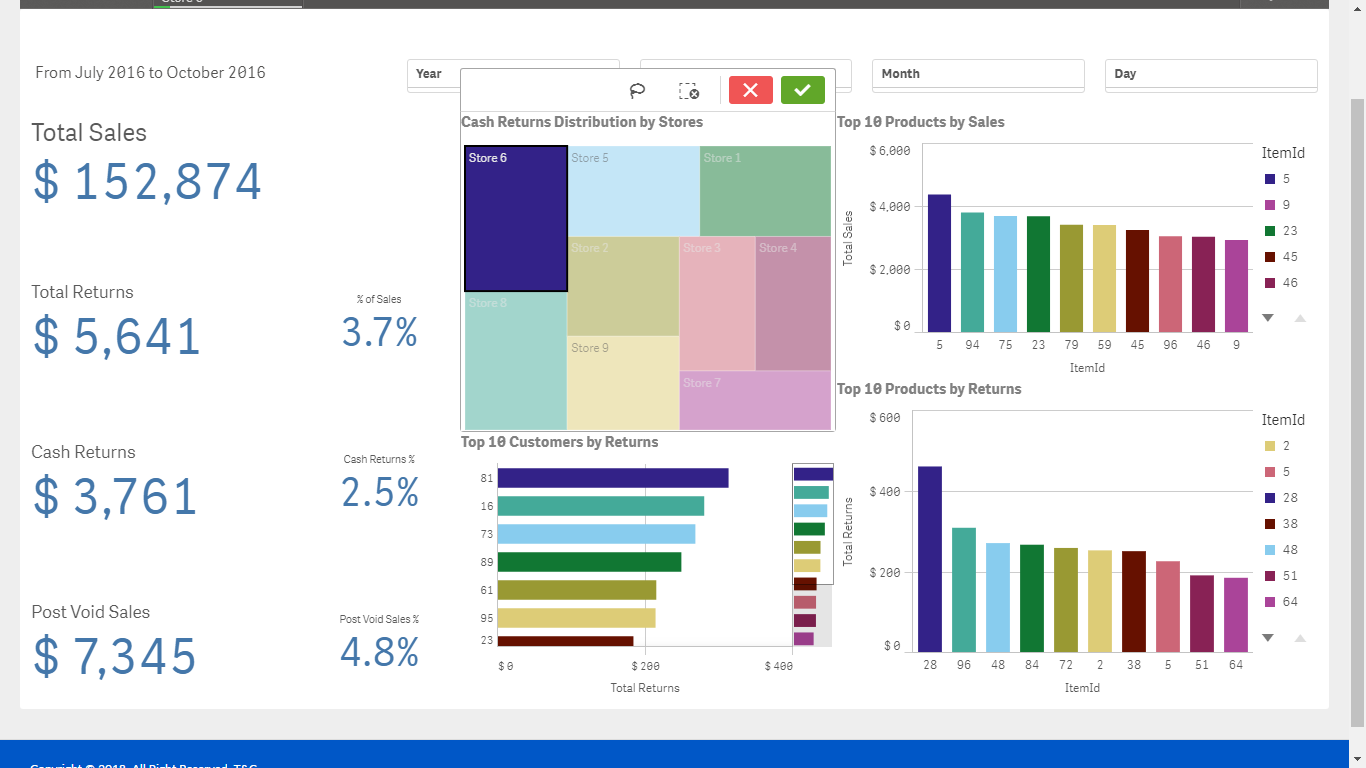 From July 2016 to October 2016
Year
Month
Day
Total Sales
$ 152,874
Total Returns
$ 5,641
% of Sales
3.7%
Cash Returns
$ 3,761
Cash Returns %
2.5%
Post Void Sales
$ 7,345
Post Void Sales %
4.8%
Cash Returns Distribution by Stores
Store 6
Store 5
Store 1
Store 2
Store 3
Store 4
Store 8
Store 9
Store 7
Top 10 Customers by Returns
81
16
73
89
61
95
23
$ 0
$ 200
$ 400
Total Returns
Top 10 Products by Sales
Total Sales
$ 6,000
$ 4,000
$ 2,000
$ 0
5 94 75 23 79 59 45 96 46 9
ItemId
ItemId
5
9
23
45
46
Top 10 Products by Returns
Total Returns
$ 600
$ 400
$ 200
$ 0
28 96 48 84 72 2 38 5 51 64
ItemId
ItemId
2
5
28
38
48
51
64
Copyright © 2018. All Right Reserved. T&G